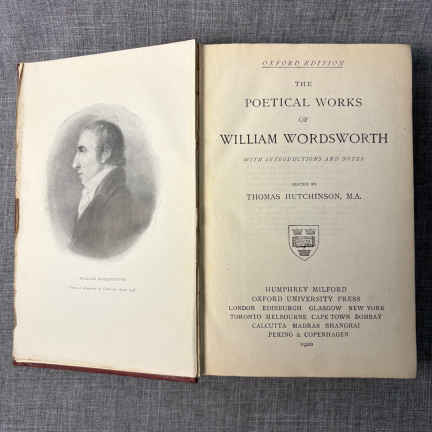 WILLIAM WORDSWORTH
OXFORD EDITION
THE
POETICAL WORKS
OF
WILLIAM WORDSWORTH
WITH INTRODUCTIONS AND NOTES
EDITED BY
THOMAS HUTCHINSON, M.A.
HUMPHREY MILFORD
OXFORD UNIVERSITY PRESS
LONDON EDINBURGH GLASGOW NEW YORK
TORONTO MELBOURNE CAPE TOWN BOMBAY
CALCUTTA MADRAS SHANGHAI
PEKING & COPENHAGEN
1920